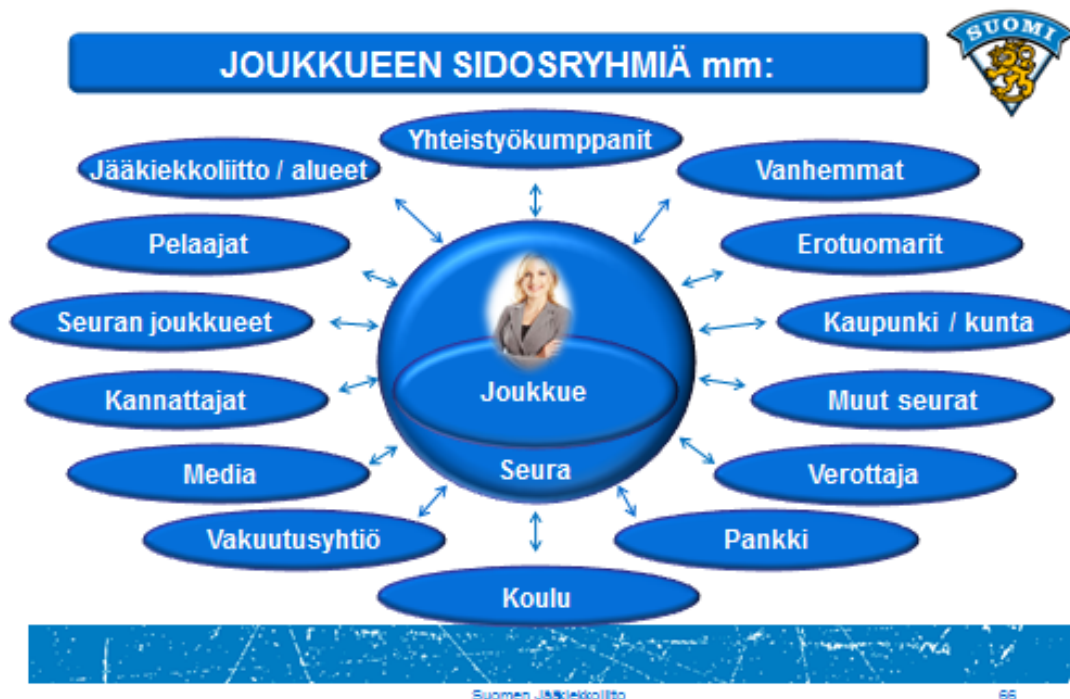 SUOMI
JOUKKUEEN SIDOSRYHMIÄ mm:
Yhteistyökumppanit
Jääkiekkoliitto / alueet
Vanhemmat
Pelaajat
Erotuomarit
Seuran joukkueet
Kaupunki / kunta
Joukkue
Kannattajat
Muut seurat
Media
Seura
Verottaja
Vakuutusyhtiö
Pankki
Koulu
Suomen Jääkiekkoliitto
66